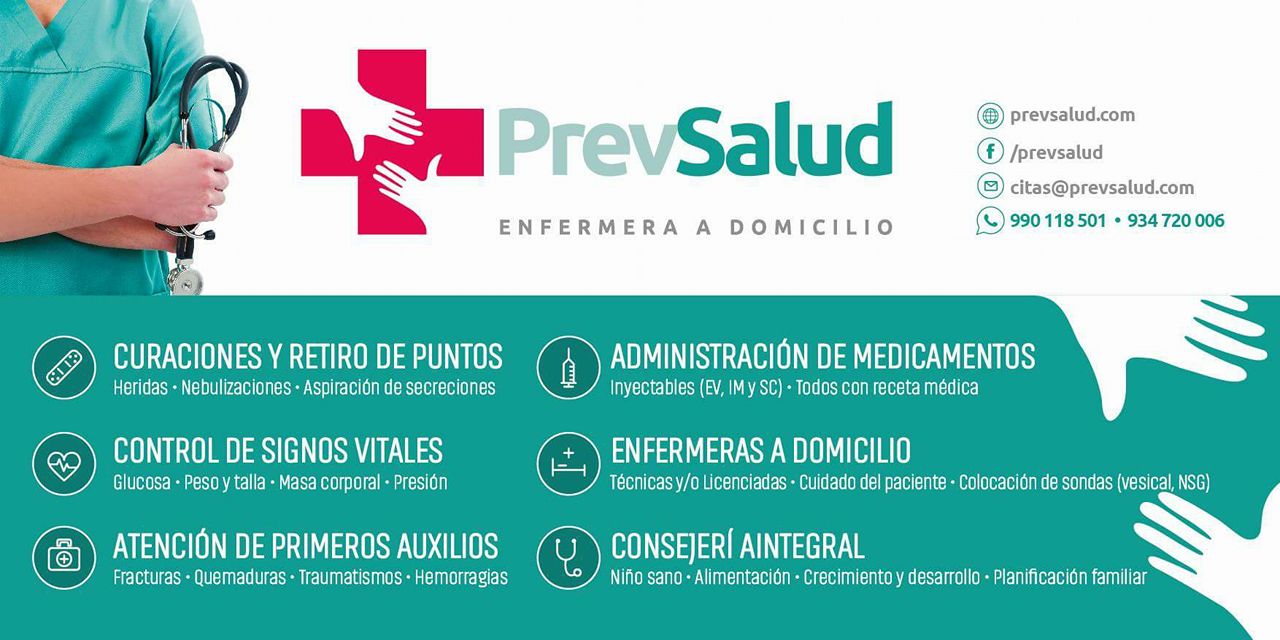 PrevSalud
ENFERMERA A DOMICILIO
prevsalud.com
/prevsalud
citas@prevsalud.com
990 118 501 • 934 720 006
CURACIONES Y RETIRO DE PUNTOS
Heridas • Nebulizaciones • Aspiración de secreciones
CONTROL DE SIGNOS VITALES
Glucosa • Peso y talla • Masa corporal • Presión
ATENCIÓN DE PRIMEROS AUXILIOS
Fracturas • Quemaduras • Traumatismos • Hemorragias
ADMINISTRACIÓN DE MEDICAMENTOS
Inyectables (EV, IM y SC) • Todos con receta médica
ENFERMERAS A DOMICILIO
Técnicas y/o Licenciadas • Cuidado del paciente • Colocación de sondas (vesical, NSG)
CONSEJERÍ AINTEGRAL
Niño sano • Alimentación • Crecimiento y desarrollo • Planificación familiar